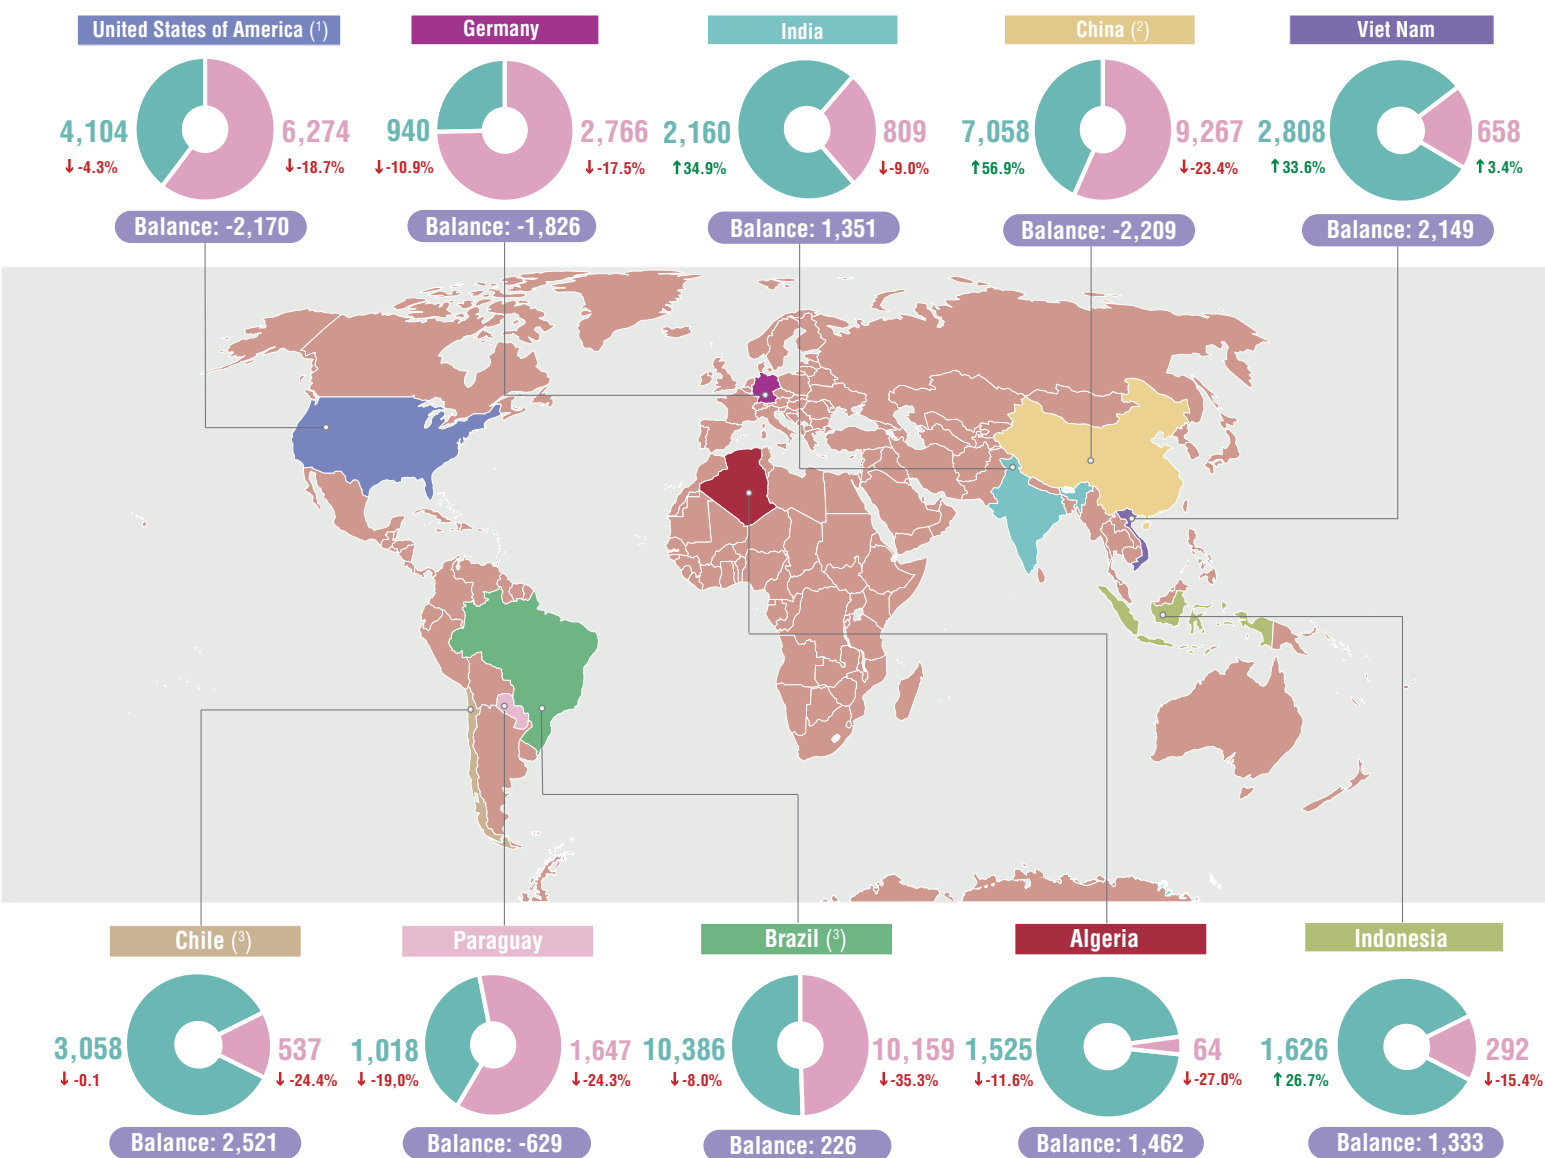 United States of America (¹)
Germany
India
China (²)
Viet Nam
4,104
6,274
940
2,766
2,160
809
7,058
9,267
2,808
658
-4.3%
-18.7%
-10.9%
-17.5%
34.9%
-9.0%
56.9%
-23.4%
33.6%
3.4%
Balance: -2,170
Balance: -1,826
Balance: 1,351
Balance: -2,209
Balance: 2,149
Chile (³)
Paraguay
Brazil (³)
Algeria
Indonesia
3,058
537
1,018
1,647
10,386
10,159
1,525
64
1,626
292
-0.1
-24.4%
-19,0%
-24.3%
-8.0%
-35.3%
-11.6%
-27.0%
26.7%
-15.4%
Balance: 2,521
Balance: -629
Balance: 226
Balance: 1,462
Balance: 1,333